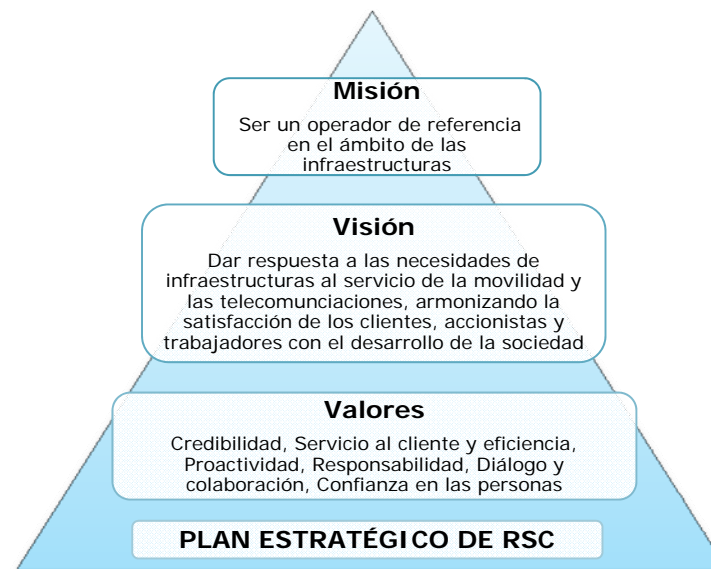 Misión
Ser un operador de referencia
en el ámbito de las
infraestructuras
Visión
Dar respuesta a las necesidades de
infraestructuras al servicio de la movilidad y
las telecomunciaciones, armonizando la
satisfacción de los clientes, accionistas y
trabajadores con el desarrollo de la sociedad
Valores
Credibilidad, Servicio al cliente y eficiencia,
Proactividad, Responsabilidad, Diálogo y
colaboración, Confianza en las personas
PLAN ESTRATÉGICO DE RSC